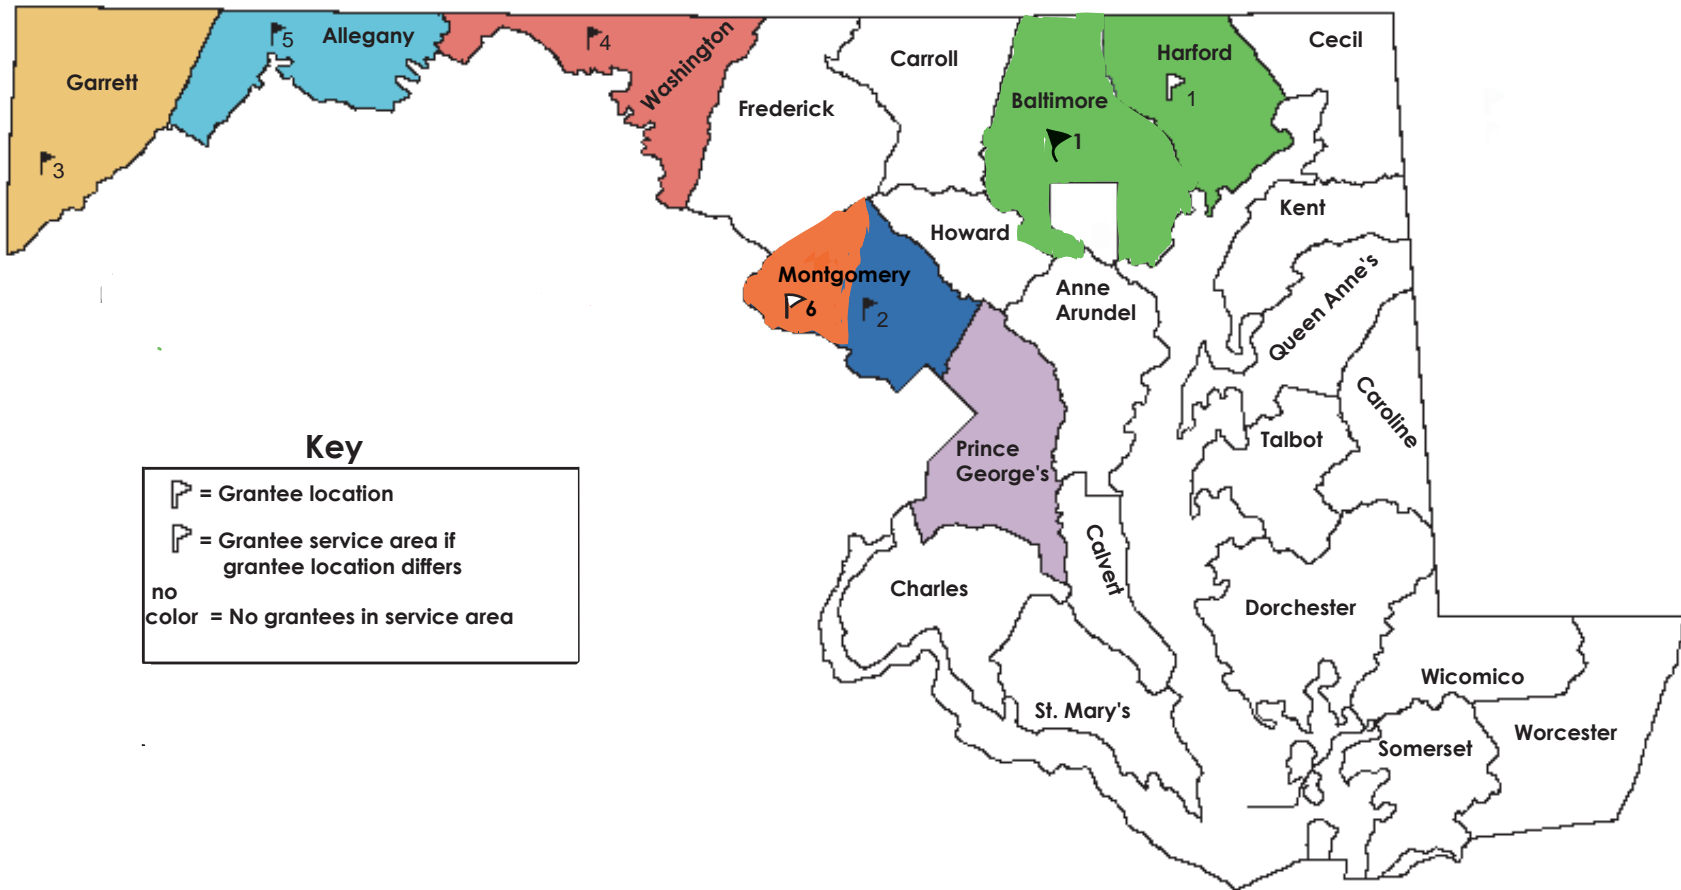 Garrett
3
5
Allegany
4
Washington
Frederick
Carroll
Baltimore
1
Harford
1
Cecil
Howard
Montgomery
6
2
Anne
Arundel
Kent
Queen Anne's
Caroline
Talbot
Prince
George's
Calvert
Charles
St. Mary's
Dorchester
Wicomico
Somerset
Worcester
Key
= Grantee location
= Grantee service area if
grantee location differs
no
color = No grantees in service area